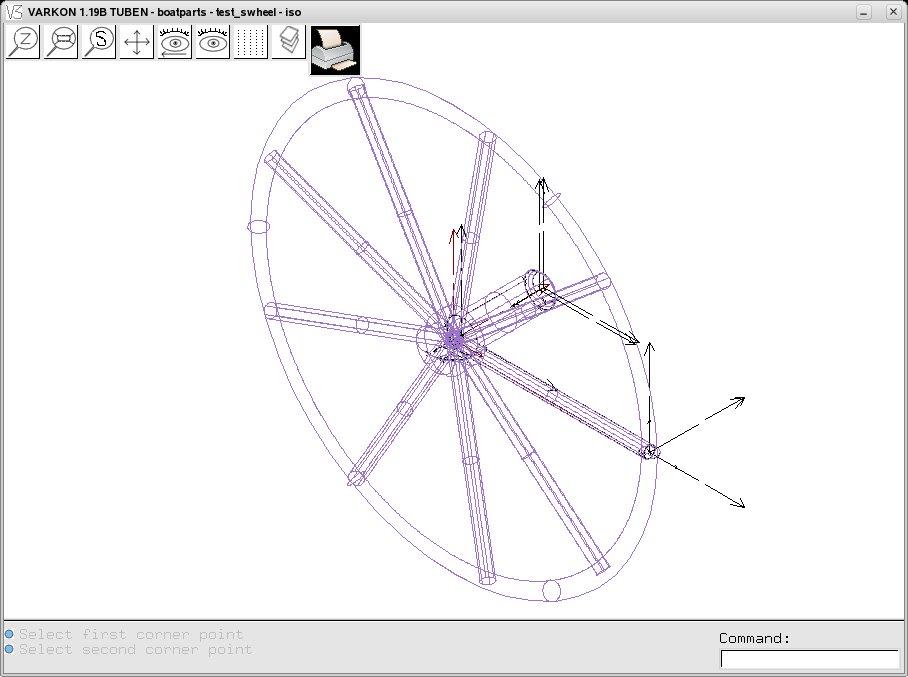 VARKON 1.19B TUBEN - boatparts - test_swheel - iso
Z
S
Select first corner point
Select second corner point
Command: